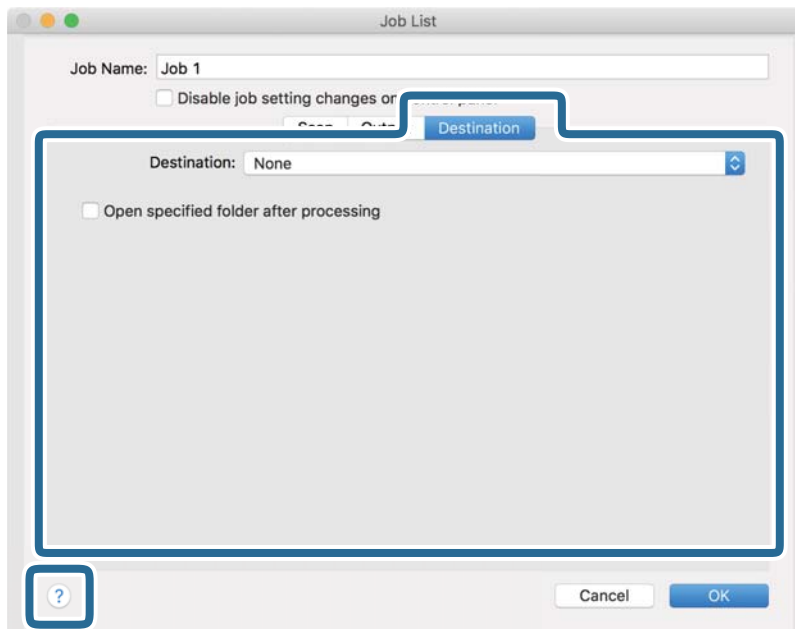 Job List
Job Name: Job 1
Disable job setting changes on
Destination
Destination: None
Open specified folder after processing
? Cancel OK